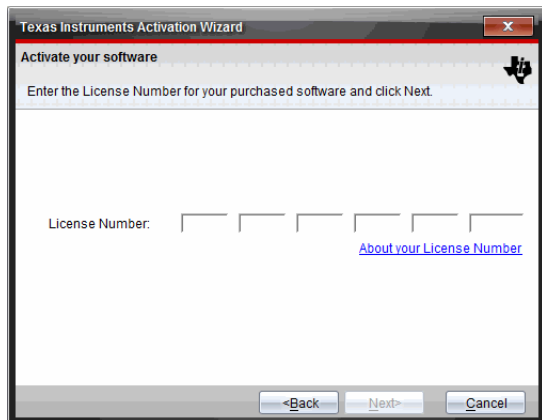 Texas Instruments Activation Wizard
Activate your software
Enter the License Number for your purchased software and click Next.
License Number:
About your License Number
<Back Next> Cancel